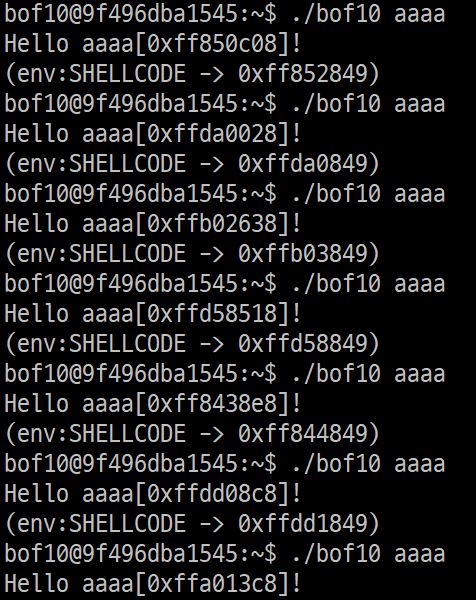 bof10@9f496dba1545:~$ ./bof10 aaaa
Hello aaaa[0xff850c08]!
(env:SHELLCODE -> 0xff852849)
bof10@9f496dba1545:~$ ./bof10 aaaa
Hello aaaa[0xffda0028]!
(env:SHELLCODE -> 0xffda0849)
bof10@9f496dba1545:~$ ./bof10 aaaa
Hello aaaa[0xffb02638]!
(env:SHELLCODE -> 0xffb03849)
bof10@9f496dba1545:~$ ./bof10 aaaa
Hello aaaa[0xffd58518]!
(env:SHELLCODE -> 0xffd58849)
bof10@9f496dba1545:~$ ./bof10 aaaa
Hello aaaa[0xff8438e8]!
(env:SHELLCODE -> 0xff844849)
bof10@9f496dba1545:~$ ./bof10 aaaa
Hello aaaa[0xffdd08c8]!
(env:SHELLCODE -> 0xffdd1849)
bof10@9f496dba1545:~$ ./bof10 aaaa
Hello aaaa[0xffa013c8]!